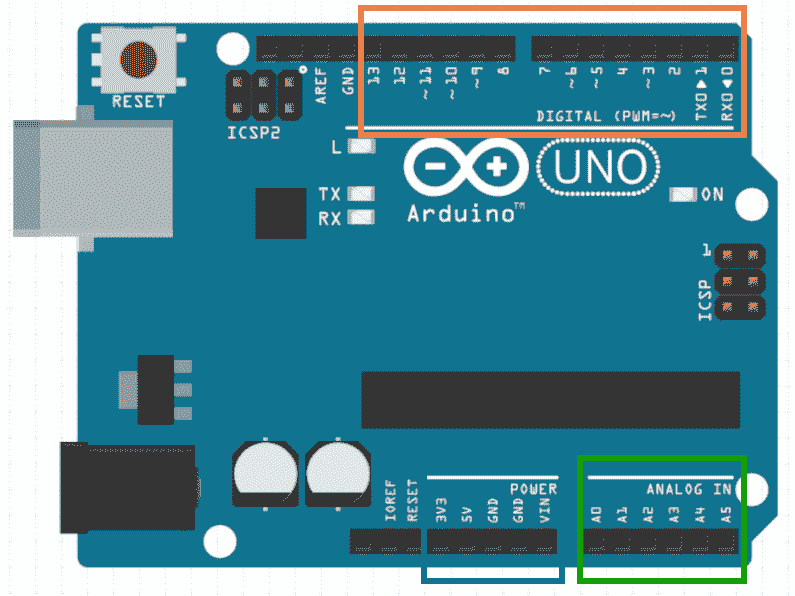 RESET
ICSP2
AREF
GND
13
12
~11
~10
~9
8
7
~6
~5
4
~3
2
TX0▶1
RX0◀0
DIGITAL (PWM=~)
L
TX
RX
UNO
Arduino™
ON
1
ICSP
IOREF
RESET
3V3
5V
GND
GND
VIN
POWER
ANALOG IN
A0
A1
A2
A3
A4
A5